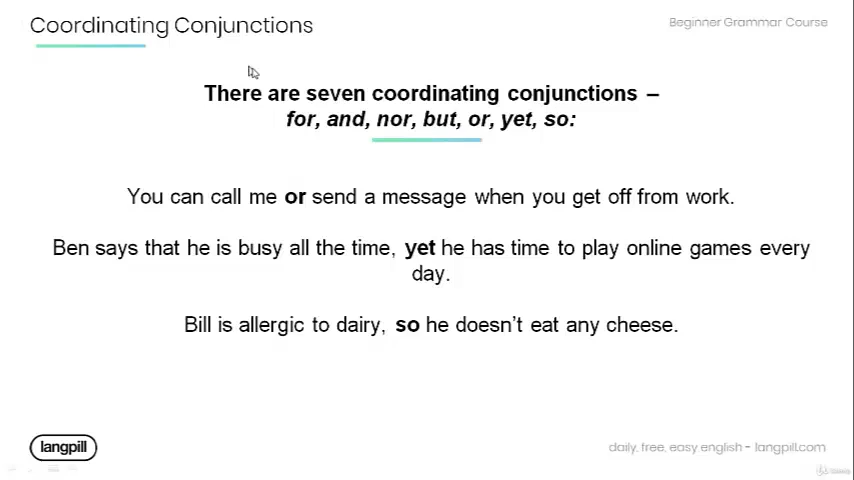 Coordinating Conjunctions
Beginner Grammar Course
There are seven coordinating conjunctions –
for, and, nor, but, or, yet, so:
You can call me or send a message when you get off from work.
Ben says that he is busy all the time, yet he has time to play online games every
day.
Bill is allergic to dairy, so he doesn't eat any cheese.
langpill
daily, free, easy english - langpill.com
Udemy